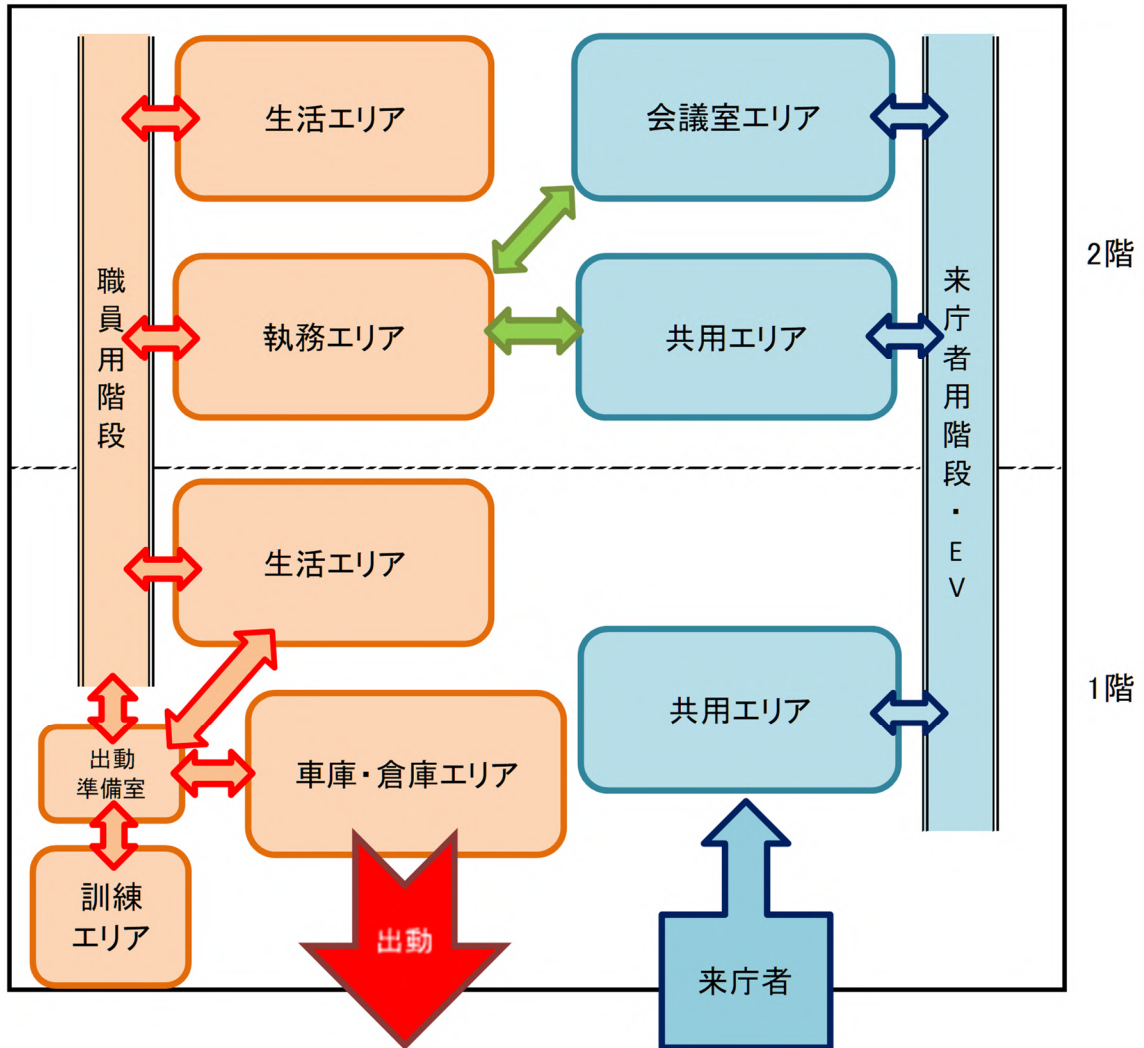 生活エリア
会議室エリア
職員用階段
執務エリア
共用エリア
来庁者用階段・EV
2階
生活エリア
共用エリア
1階
出動
準備室
車庫・倉庫エリア
訓練
エリア
出動
来庁者